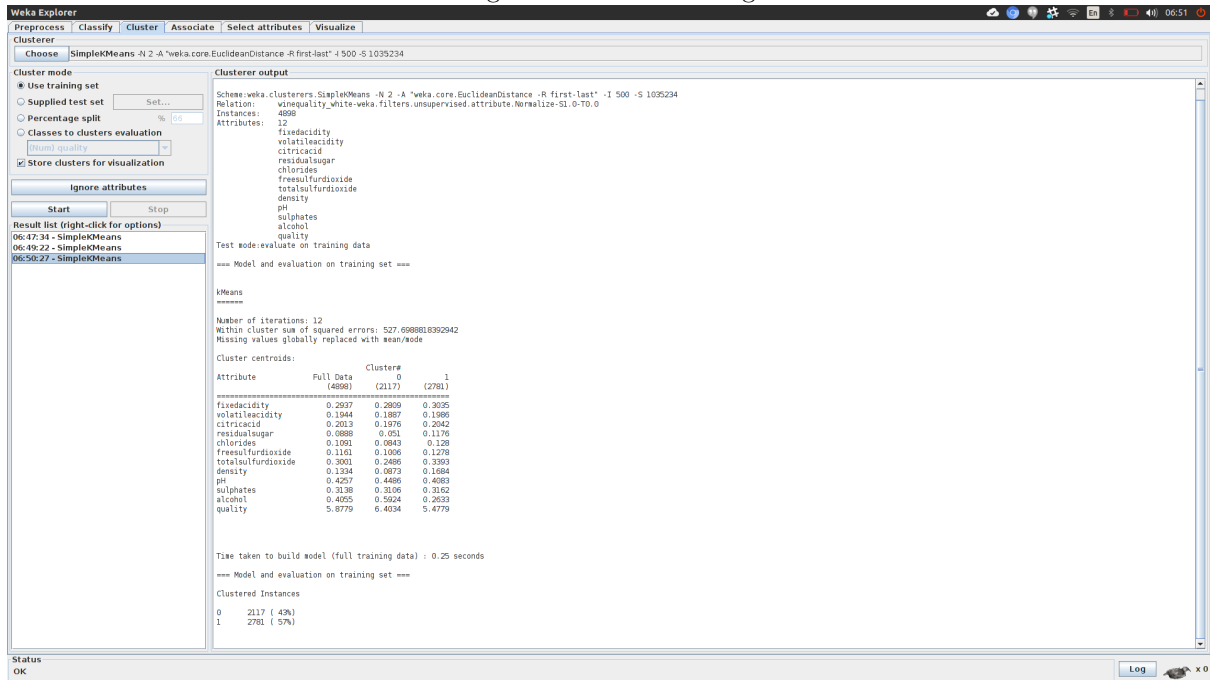 Weka Explorer
En 06:51
Preprocess Classify Cluster Associate Select attributes Visualize
Clusterer
Choose SimpleKMeans -N 2 -A "weka.core.EuclideanDistance -R first-last" -I 500 -S 1035234
Cluster mode
Use training set
Supplied test set Set...
Percentage split % 66
Classes to clusters evaluation
(Num) quality
Store clusters for visualization
Ignore attributes
Start Stop
Result list (right-click for options)
06:47:34 - SimpleKMeans
06:49:22 - SimpleKMeans
06:50:27 - SimpleKMeans
Clusterer output
Scheme:weka.clusterers.SimpleKMeans -N 2 -A "weka.core.EuclideanDistance -R first-last" -I 500 -S 1035234
Relation: winequality_white-weka.filters.unsupervised.attribute.Normalize-S1.0-T0.0
Instances: 4898
Attributes: 12
fixedacidity
volatileacidity
citricacid
residualsugar
chlorides
freesulfurdioxide
totalsulfurdioxide
density
pH
sulphates
alcohol
quality
Test mode:evaluate on training data
=== Model and evaluation on training set ===
kMeans
======
Number of iterations: 12
Within cluster sum of squared errors: 527.6988818392942
Missing values globally replaced with mean/mode
Cluster centroids:
Cluster#
Attribute Full Data 0 1
(4898) (2117) (2781)
==================================================
fixedacidity 0.2937 0.2809 0.3035
volatileacidity 0.1944 0.1887 0.1986
citricacid 0.2013 0.1976 0.2042
residualsugar 0.0888 0.051 0.1176
chlorides 0.1091 0.0843 0.128
freesulfurdioxide 0.1161 0.1006 0.1278
totalsulfurdioxide 0.3001 0.2486 0.3393
density 0.1334 0.0873 0.1684
pH 0.4257 0.4486 0.4083
sulphates 0.3138 0.3106 0.3162
alcohol 0.4055 0.5924 0.2633
quality 5.8779 6.4034 5.4779
Time taken to build model (full training data) : 0.25 seconds
=== Model and evaluation on training set ===
Clustered Instances
0 2117 ( 43%)
1 2781 ( 57%)
Status
OK
Log x 0